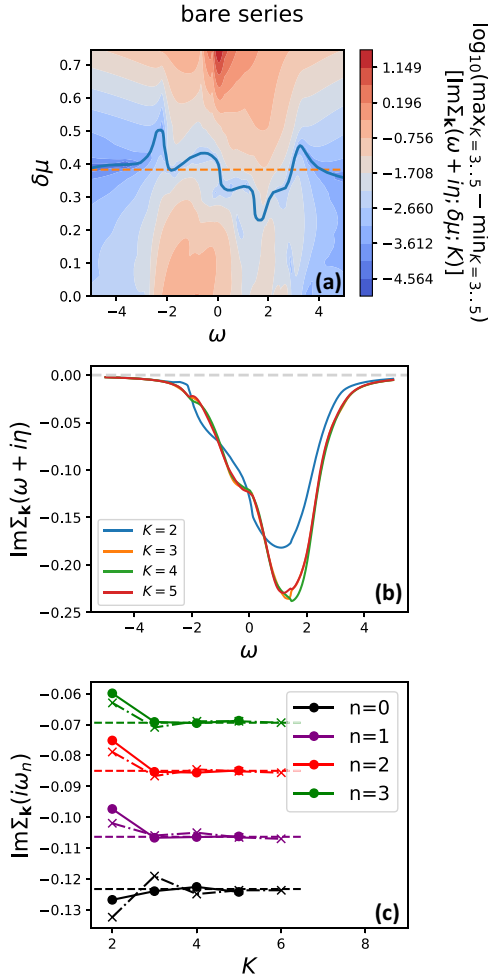 bare series
0.7
0.6
0.5
0.4
0.3
0.2
0.1
0.0
δμ
−4 −2 0 2 4
ω
(a)
1.149
0.196
−0.756
−1.708
−2.660
−3.612
−4.564
log₁₀(maxₖ₌₃..₅ − minₖ₌₃..₅)
[ImΣ𝐤(ω + iη; δμ; K)]
0.00
−0.05
−0.10
−0.15
−0.20
−0.25
ImΣ𝐤(ω + iη)
K = 2
K = 3
K = 4
K = 5
(b)
−4 −2 0 2 4
ω
−0.06
−0.07
−0.08
−0.09
−0.10
−0.11
−0.12
−0.13
ImΣ𝐤(iωₙ)
n=0
n=1
n=2
n=3
(c)
2 4 6 8
K